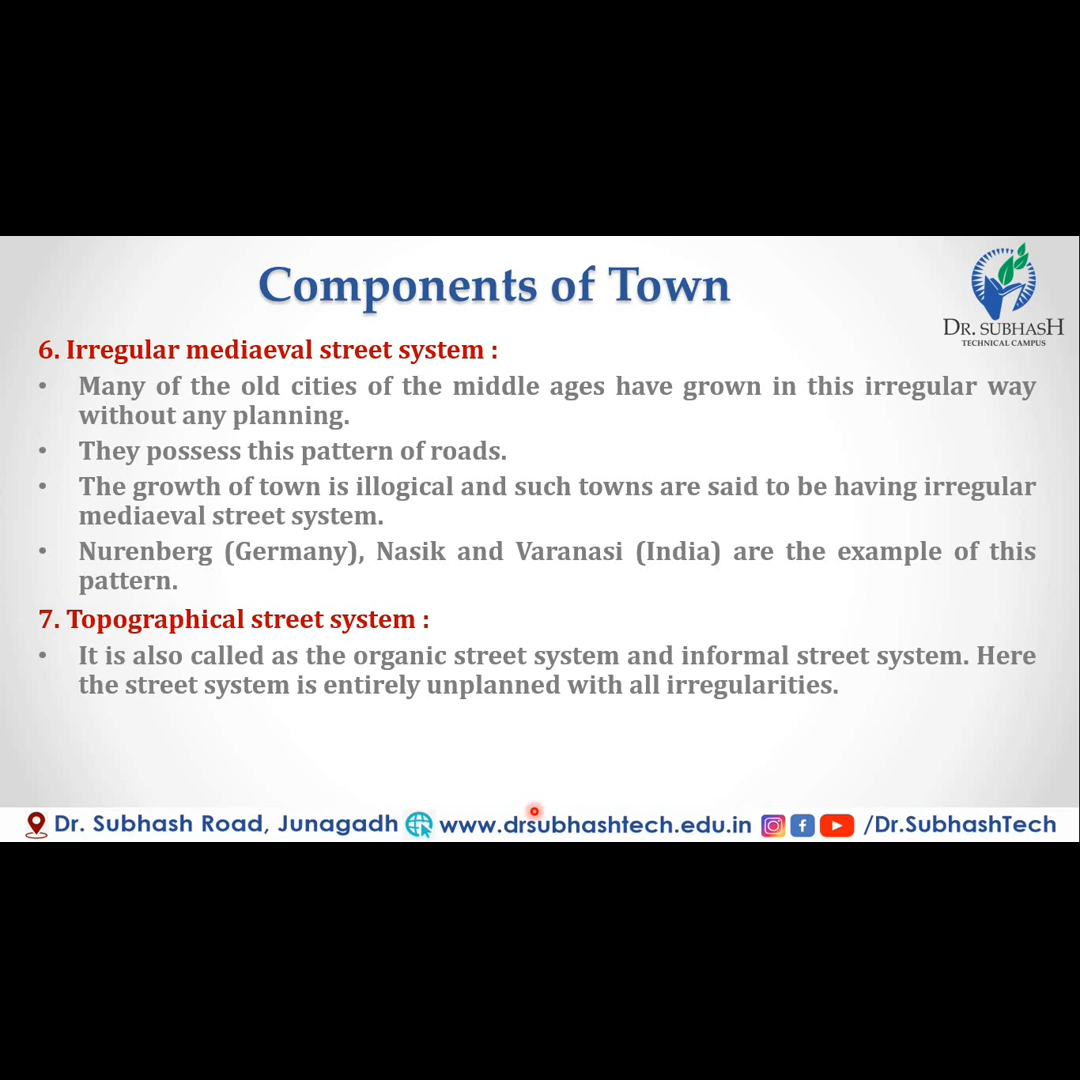 Components of Town
DR. SUBHASH
TECHNICAL CAMPUS
6. Irregular mediaeval street system :
• Many of the old cities of the middle ages have grown in this irregular way
without any planning.
• They possess this pattern of roads.
• The growth of town is illogical and such towns are said to be having irregular
mediaeval street system.
• Nurenberg (Germany), Nasik and Varanasi (India) are the example of this
pattern.
7. Topographical street system :
• It is also called as the organic street system and informal street system. Here
the street system is entirely unplanned with all irregularities.
Dr. Subhash Road, Junagadh www.drsubhashtech.edu.in /Dr.SubhashTech